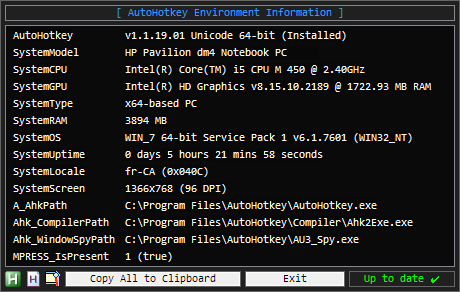 [ AutoHotkey Environment Information ]
AutoHotkey v1.1.19.01 Unicode 64-bit (Installed)
SystemModel HP Pavilion dm4 Notebook PC
SystemCPU Intel(R) Core(TM) i5 CPU M 450 @ 2.40GHz
SystemGPU Intel(R) HD Graphics v8.15.10.2189 @ 1722.93 MB RAM
SystemType x64-based PC
SystemRAM 3894 MB
SystemOS WIN_7 64-bit Service Pack 1 v6.1.7601 (WIN32_NT)
SystemUptime 0 days 5 hours 21 mins 58 seconds
SystemLocale fr-CA (0x040C)
SystemScreen 1366x768 (96 DPI)
A_AhkPath C:\Program Files\AutoHotkey\AutoHotkey.exe
Ahk_CompilerPath C:\Program Files\AutoHotkey\Compiler\Ahk2Exe.exe
Ahk_WindowSpyPath C:\Program Files\AutoHotkey\AU3_Spy.exe
MPRESS_IsPresent 1 (true)
H H Copy All to Clipboard Exit Up to date ✓